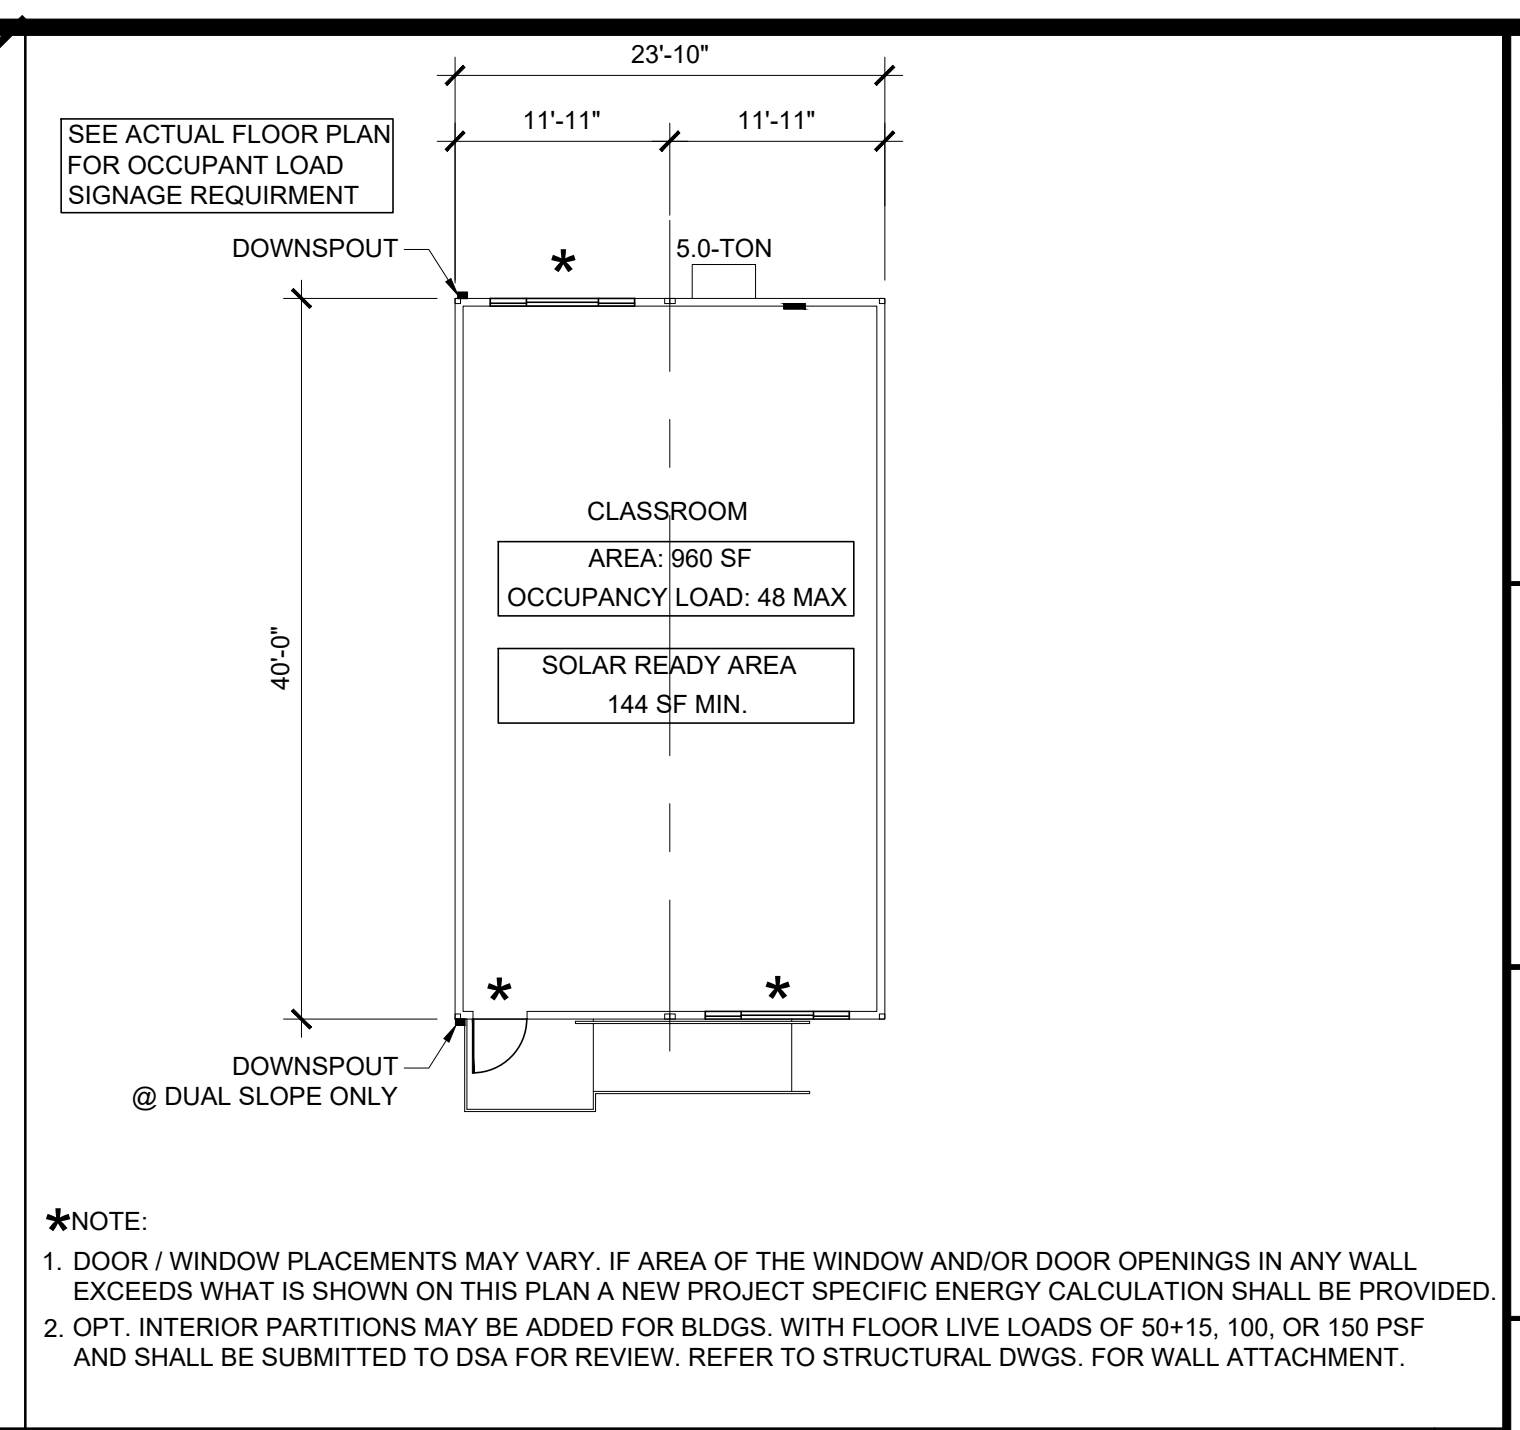 23'-10"
11'-11"
11'-11"
SEE ACTUAL FLOOR PLAN
FOR OCCUPANT LOAD
SIGNAGE REQUIRMENT
DOWNSPOUT
*
5.0-TON
CLASSROOM
AREA: 960 SF
OCCUPANCY LOAD: 48 MAX
40'-0"
SOLAR READY AREA
144 SF MIN.
*
*
DOWNSPOUT
@ DUAL SLOPE ONLY
*NOTE:
1. DOOR / WINDOW PLACEMENTS MAY VARY. IF AREA OF THE WINDOW AND/OR DOOR OPENINGS IN ANY WALL
EXCEEDS WHAT IS SHOWN ON THIS PLAN A NEW PROJECT SPECIFIC ENERGY CALCULATION SHALL BE PROVIDED.
2. OPT. INTERIOR PARTITIONS MAY BE ADDED FOR BLDGS. WITH FLOOR LIVE LOADS OF 50+15, 100, OR 150 PSF
AND SHALL BE SUBMITTED TO DSA FOR REVIEW. REFER TO STRUCTURAL DWGS. FOR WALL ATTACHMENT.